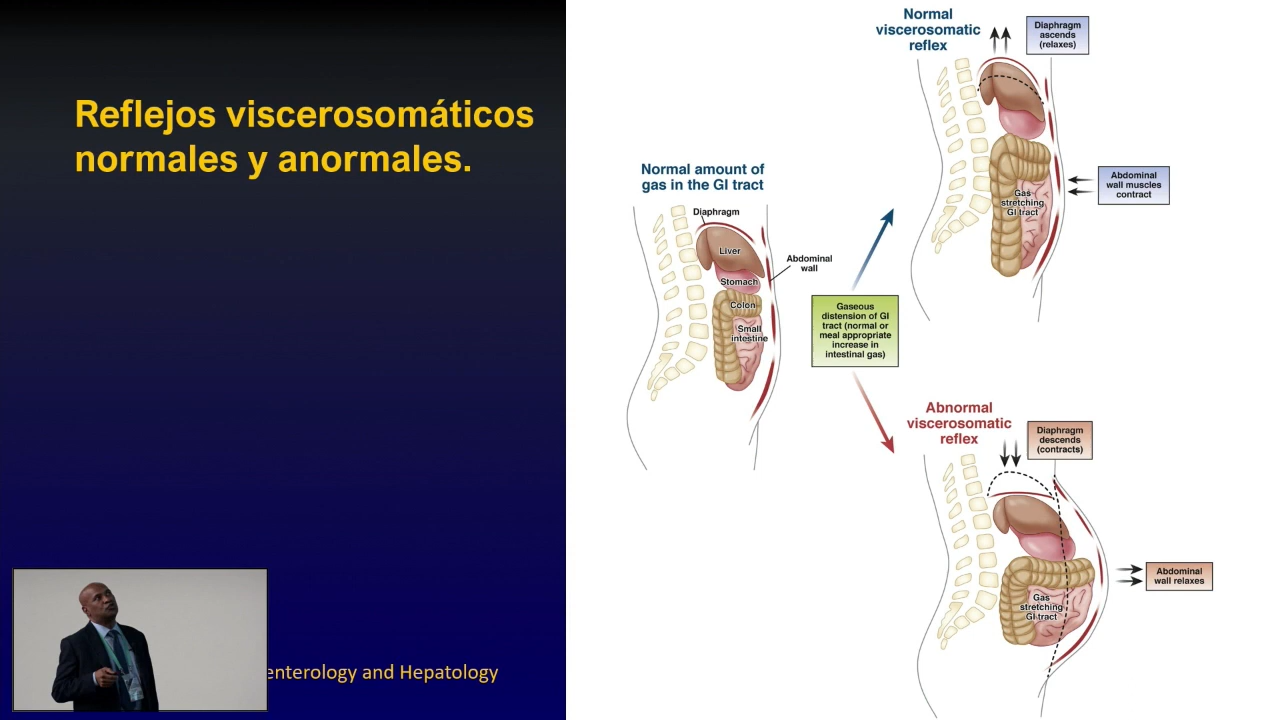 Reflejos viscerosomáticos
normales y anormales.
enterology and Hepatology
Normal amount of
gas in the GI tract
Diaphragm
Liver
Abdominal
wall
Stomach
Colon
Small
intestine
Gaseous
distension of GI
tract (normal or
meal appropriate
increase in
intestinal gas)
Normal
viscerosomatic
reflex
Diaphragm
ascends
(relaxes)
Abdominal
wall muscles
contract
Gas
stretching
GI tract
Abnormal
viscerosomatic
reflex
Diaphragm
descends
(contracts)
Abdominal
wall relaxes
Gas
stretching
GI tract